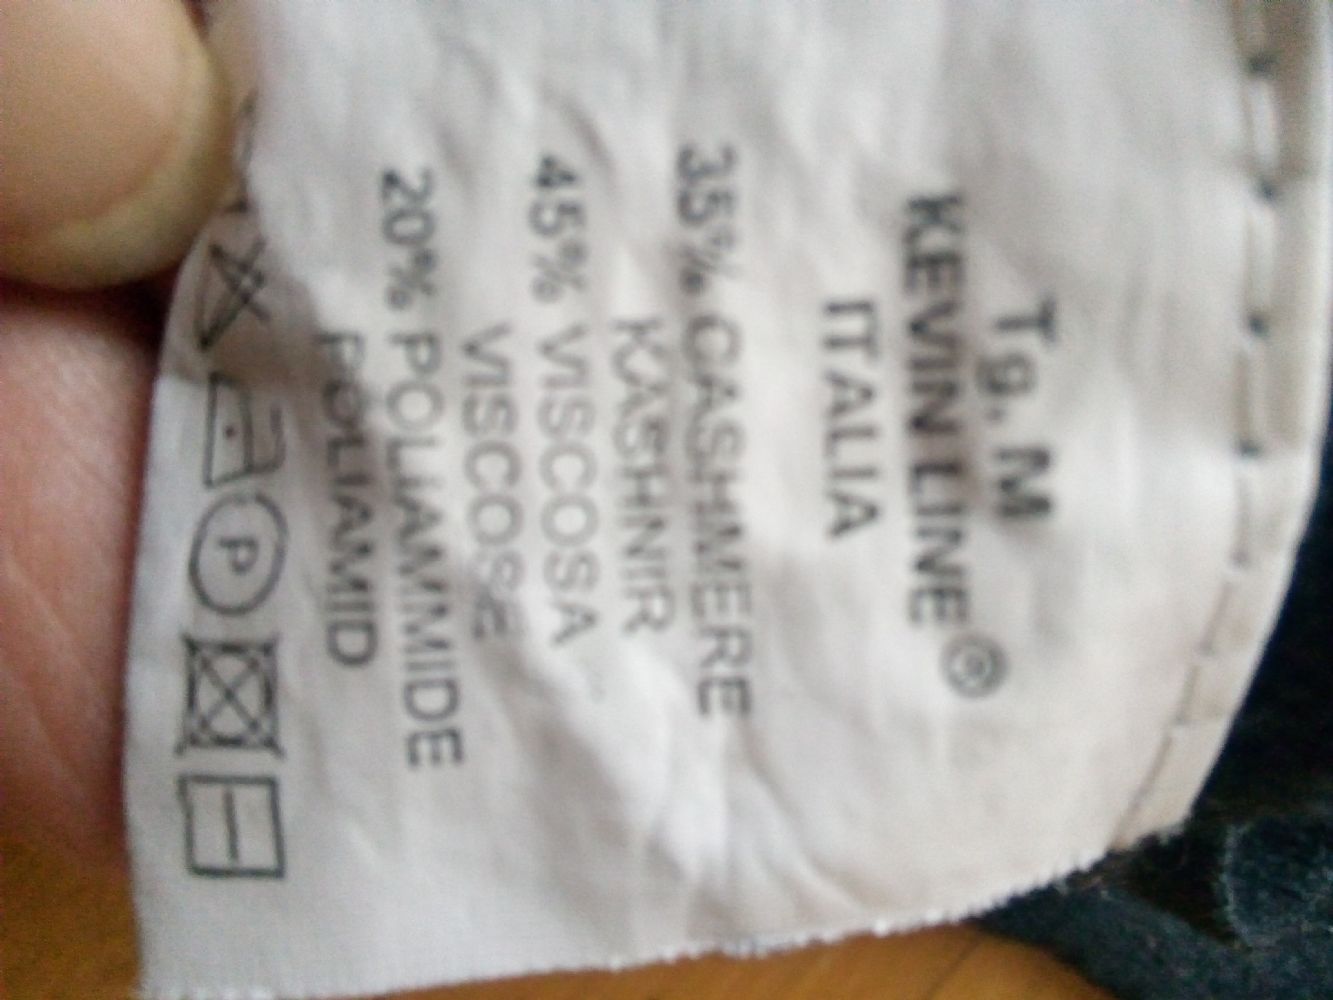 Tg. M
KEVIN LINE®
ITALIA
35% CASHMERE
KASHNIR
45% VISCOSA
VISCOSE
20% POLIAMMIDE
POLIAMID
P